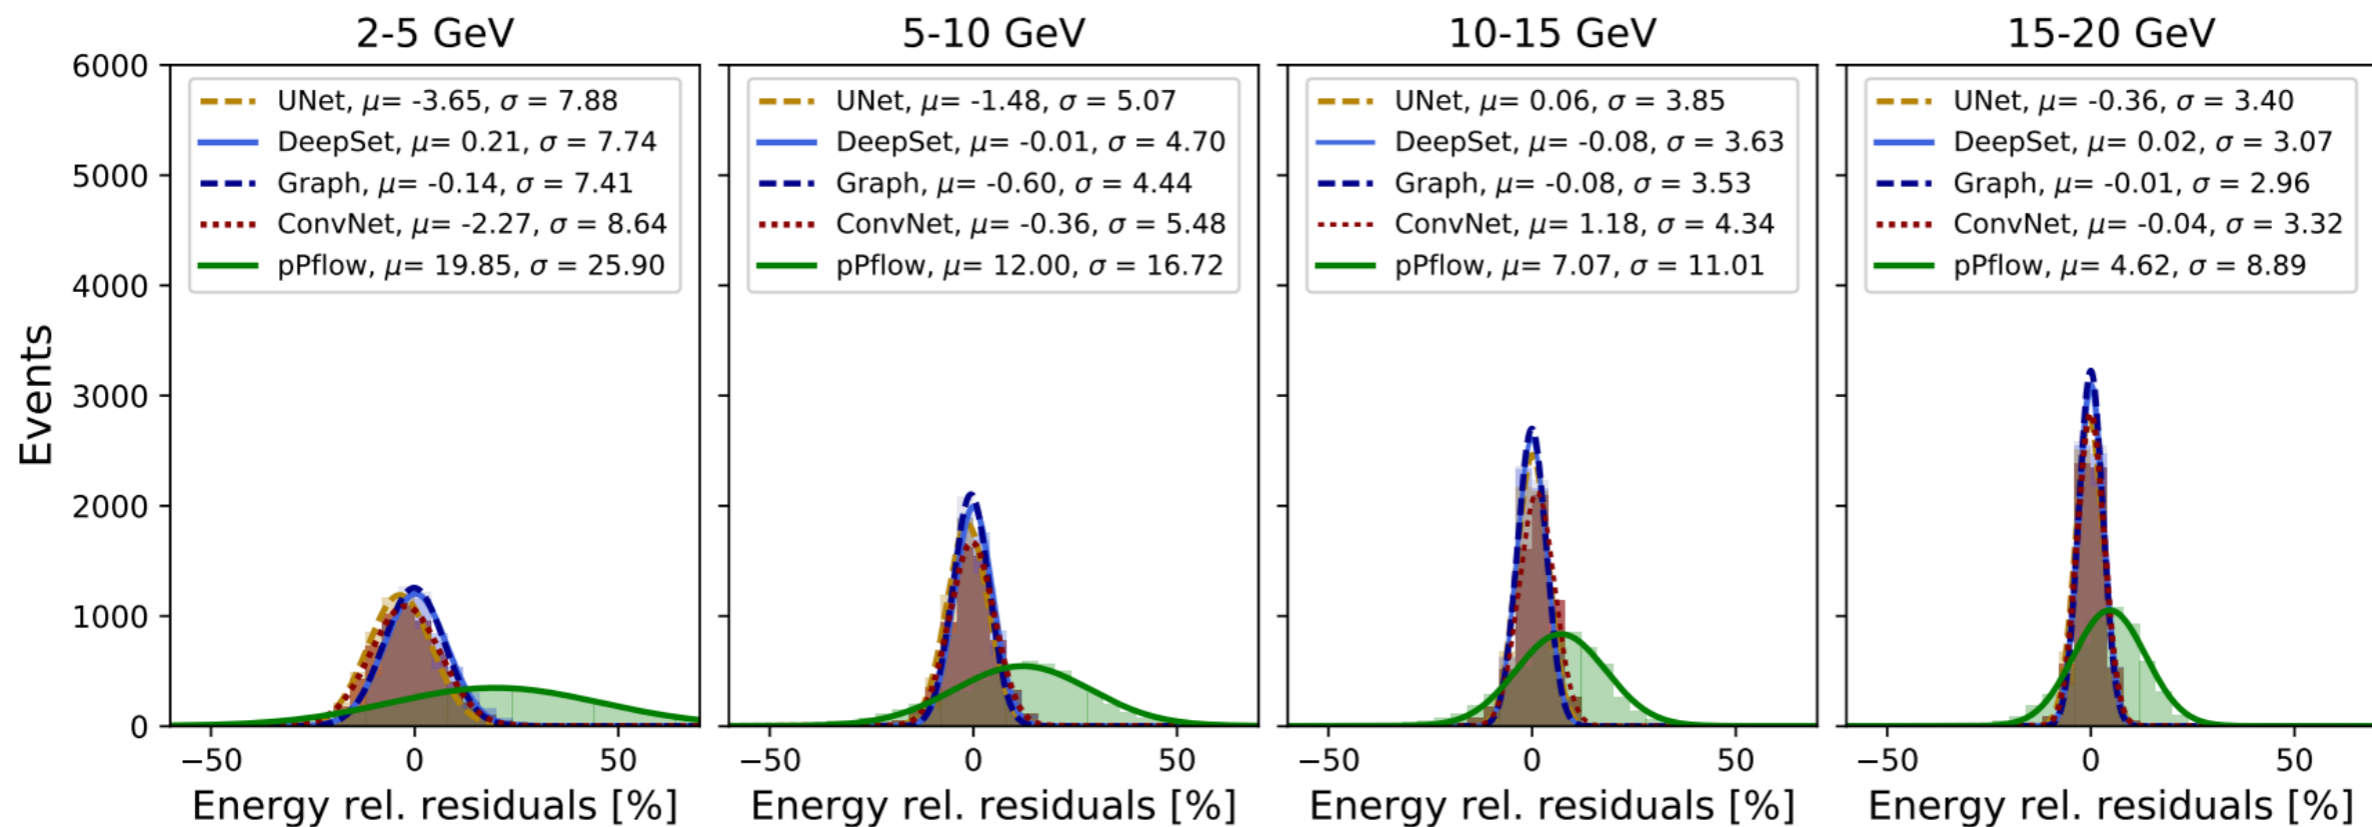 2-5 GeV
5-10 GeV
10-15 GeV
15-20 GeV
Events
6000
5000
4000
3000
2000
1000
0
UNet, μ= -3.65, σ = 7.88
DeepSet, μ= 0.21, σ = 7.74
Graph, μ= -0.14, σ = 7.41
ConvNet, μ= -2.27, σ = 8.64
pPflow, μ= 19.85, σ = 25.90
UNet, μ= -1.48, σ = 5.07
DeepSet, μ= -0.01, σ = 4.70
Graph, μ= -0.60, σ = 4.44
ConvNet, μ= -0.36, σ = 5.48
pPflow, μ= 12.00, σ = 16.72
UNet, μ= 0.06, σ = 3.85
DeepSet, μ= -0.08, σ = 3.63
Graph, μ= -0.08, σ = 3.53
ConvNet, μ= 1.18, σ = 4.34
pPflow, μ= 7.07, σ = 11.01
UNet, μ= -0.36, σ = 3.40
DeepSet, μ= 0.02, σ = 3.07
Graph, μ= -0.01, σ = 2.96
ConvNet, μ= -0.04, σ = 3.32
pPflow, μ= 4.62, σ = 8.89
−50 0 50
−50 0 50
−50 0 50
−50 0 50
Energy rel. residuals [%]
Energy rel. residuals [%]
Energy rel. residuals [%]
Energy rel. residuals [%]